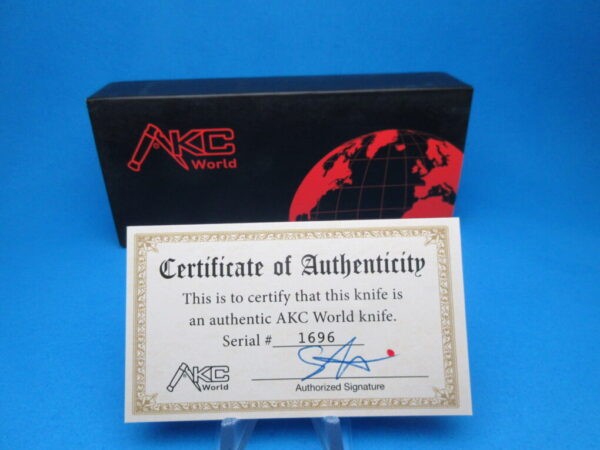 AKC
World
Certificate of Authenticity
This is to certify that this knife is
an authentic AKC World knife.
Serial # 1696
AKC
World
Authorized Signature